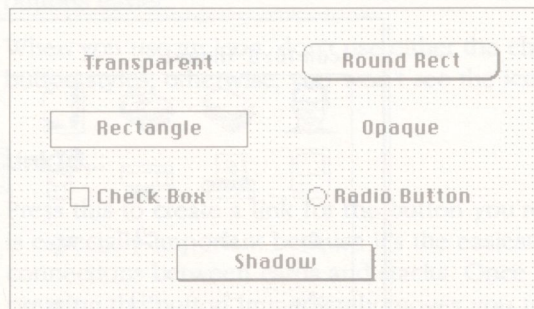 Transparent
Round Rect
Rectangle
Opaque
Check Box
Radio Button
Shadow